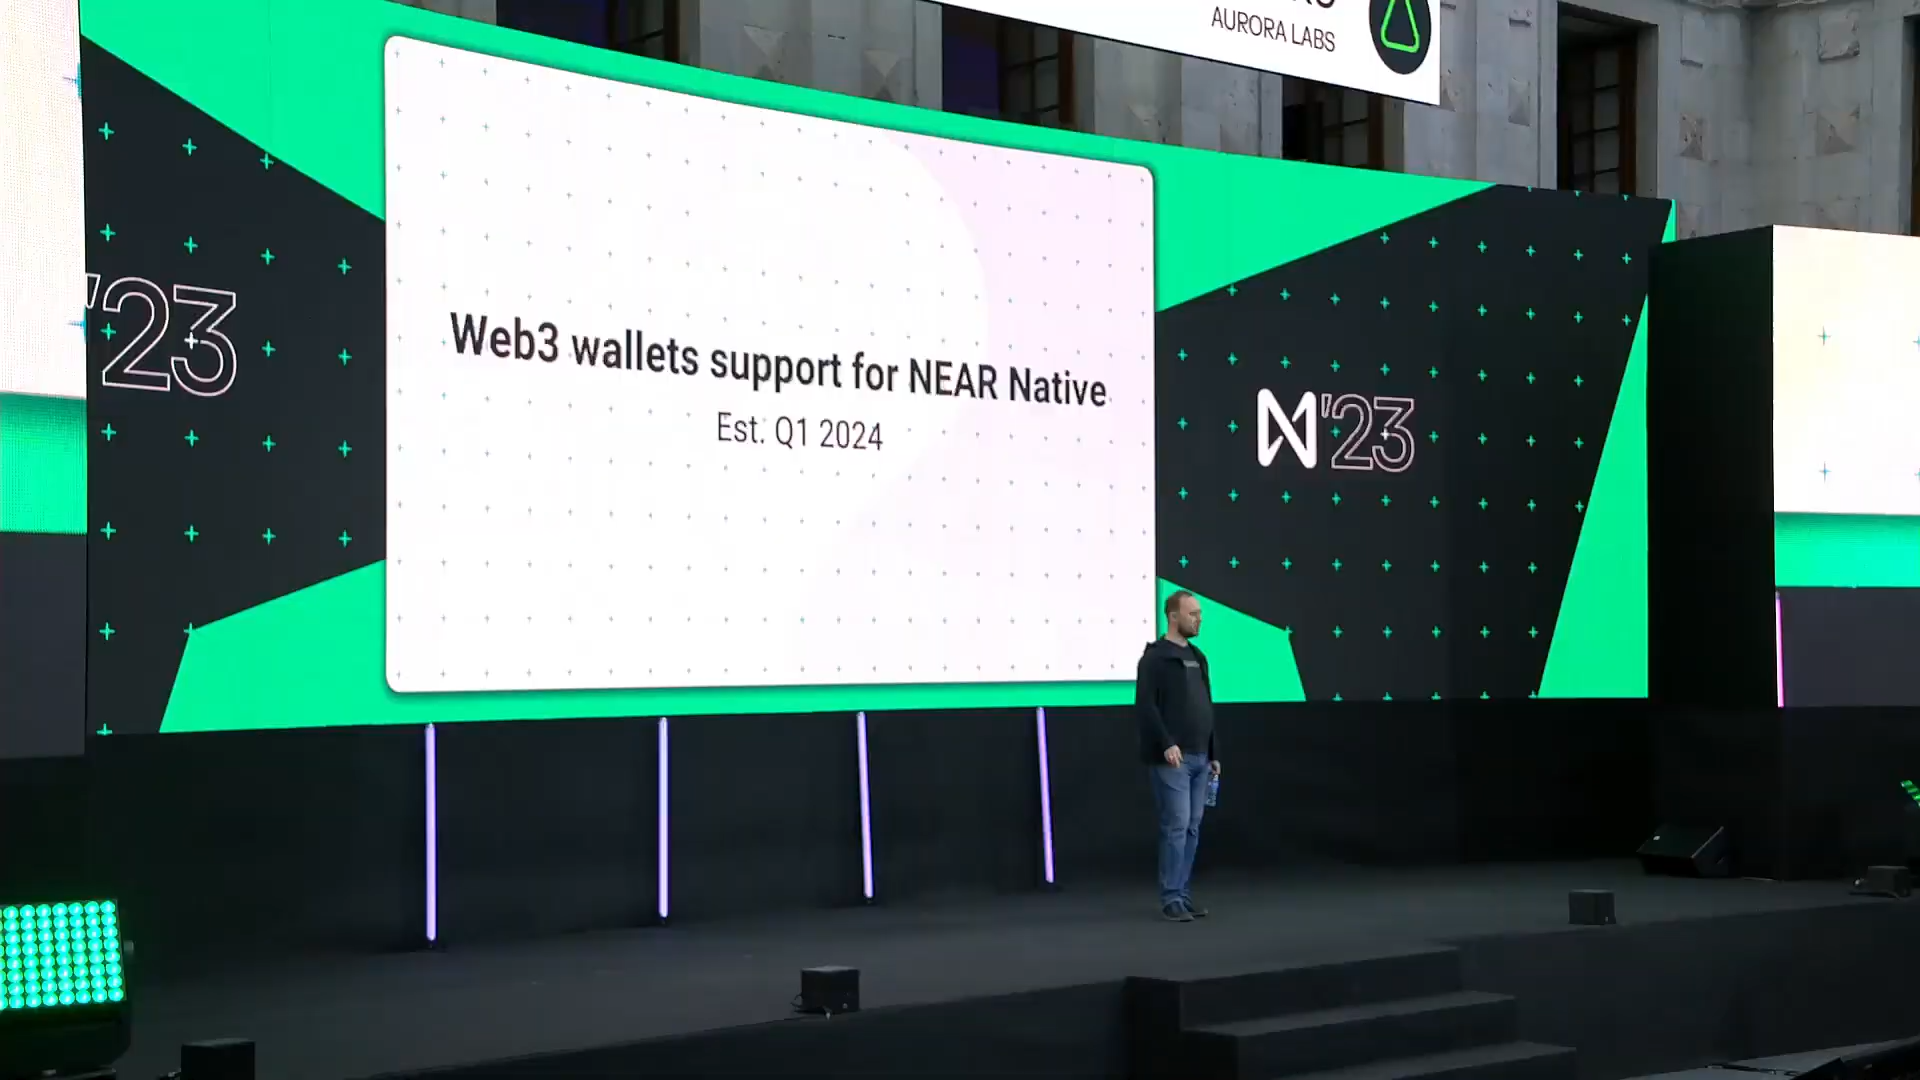 AURORA LABS
'23
Web3 wallets support for NEAR Native
Est. Q1 2024
'23